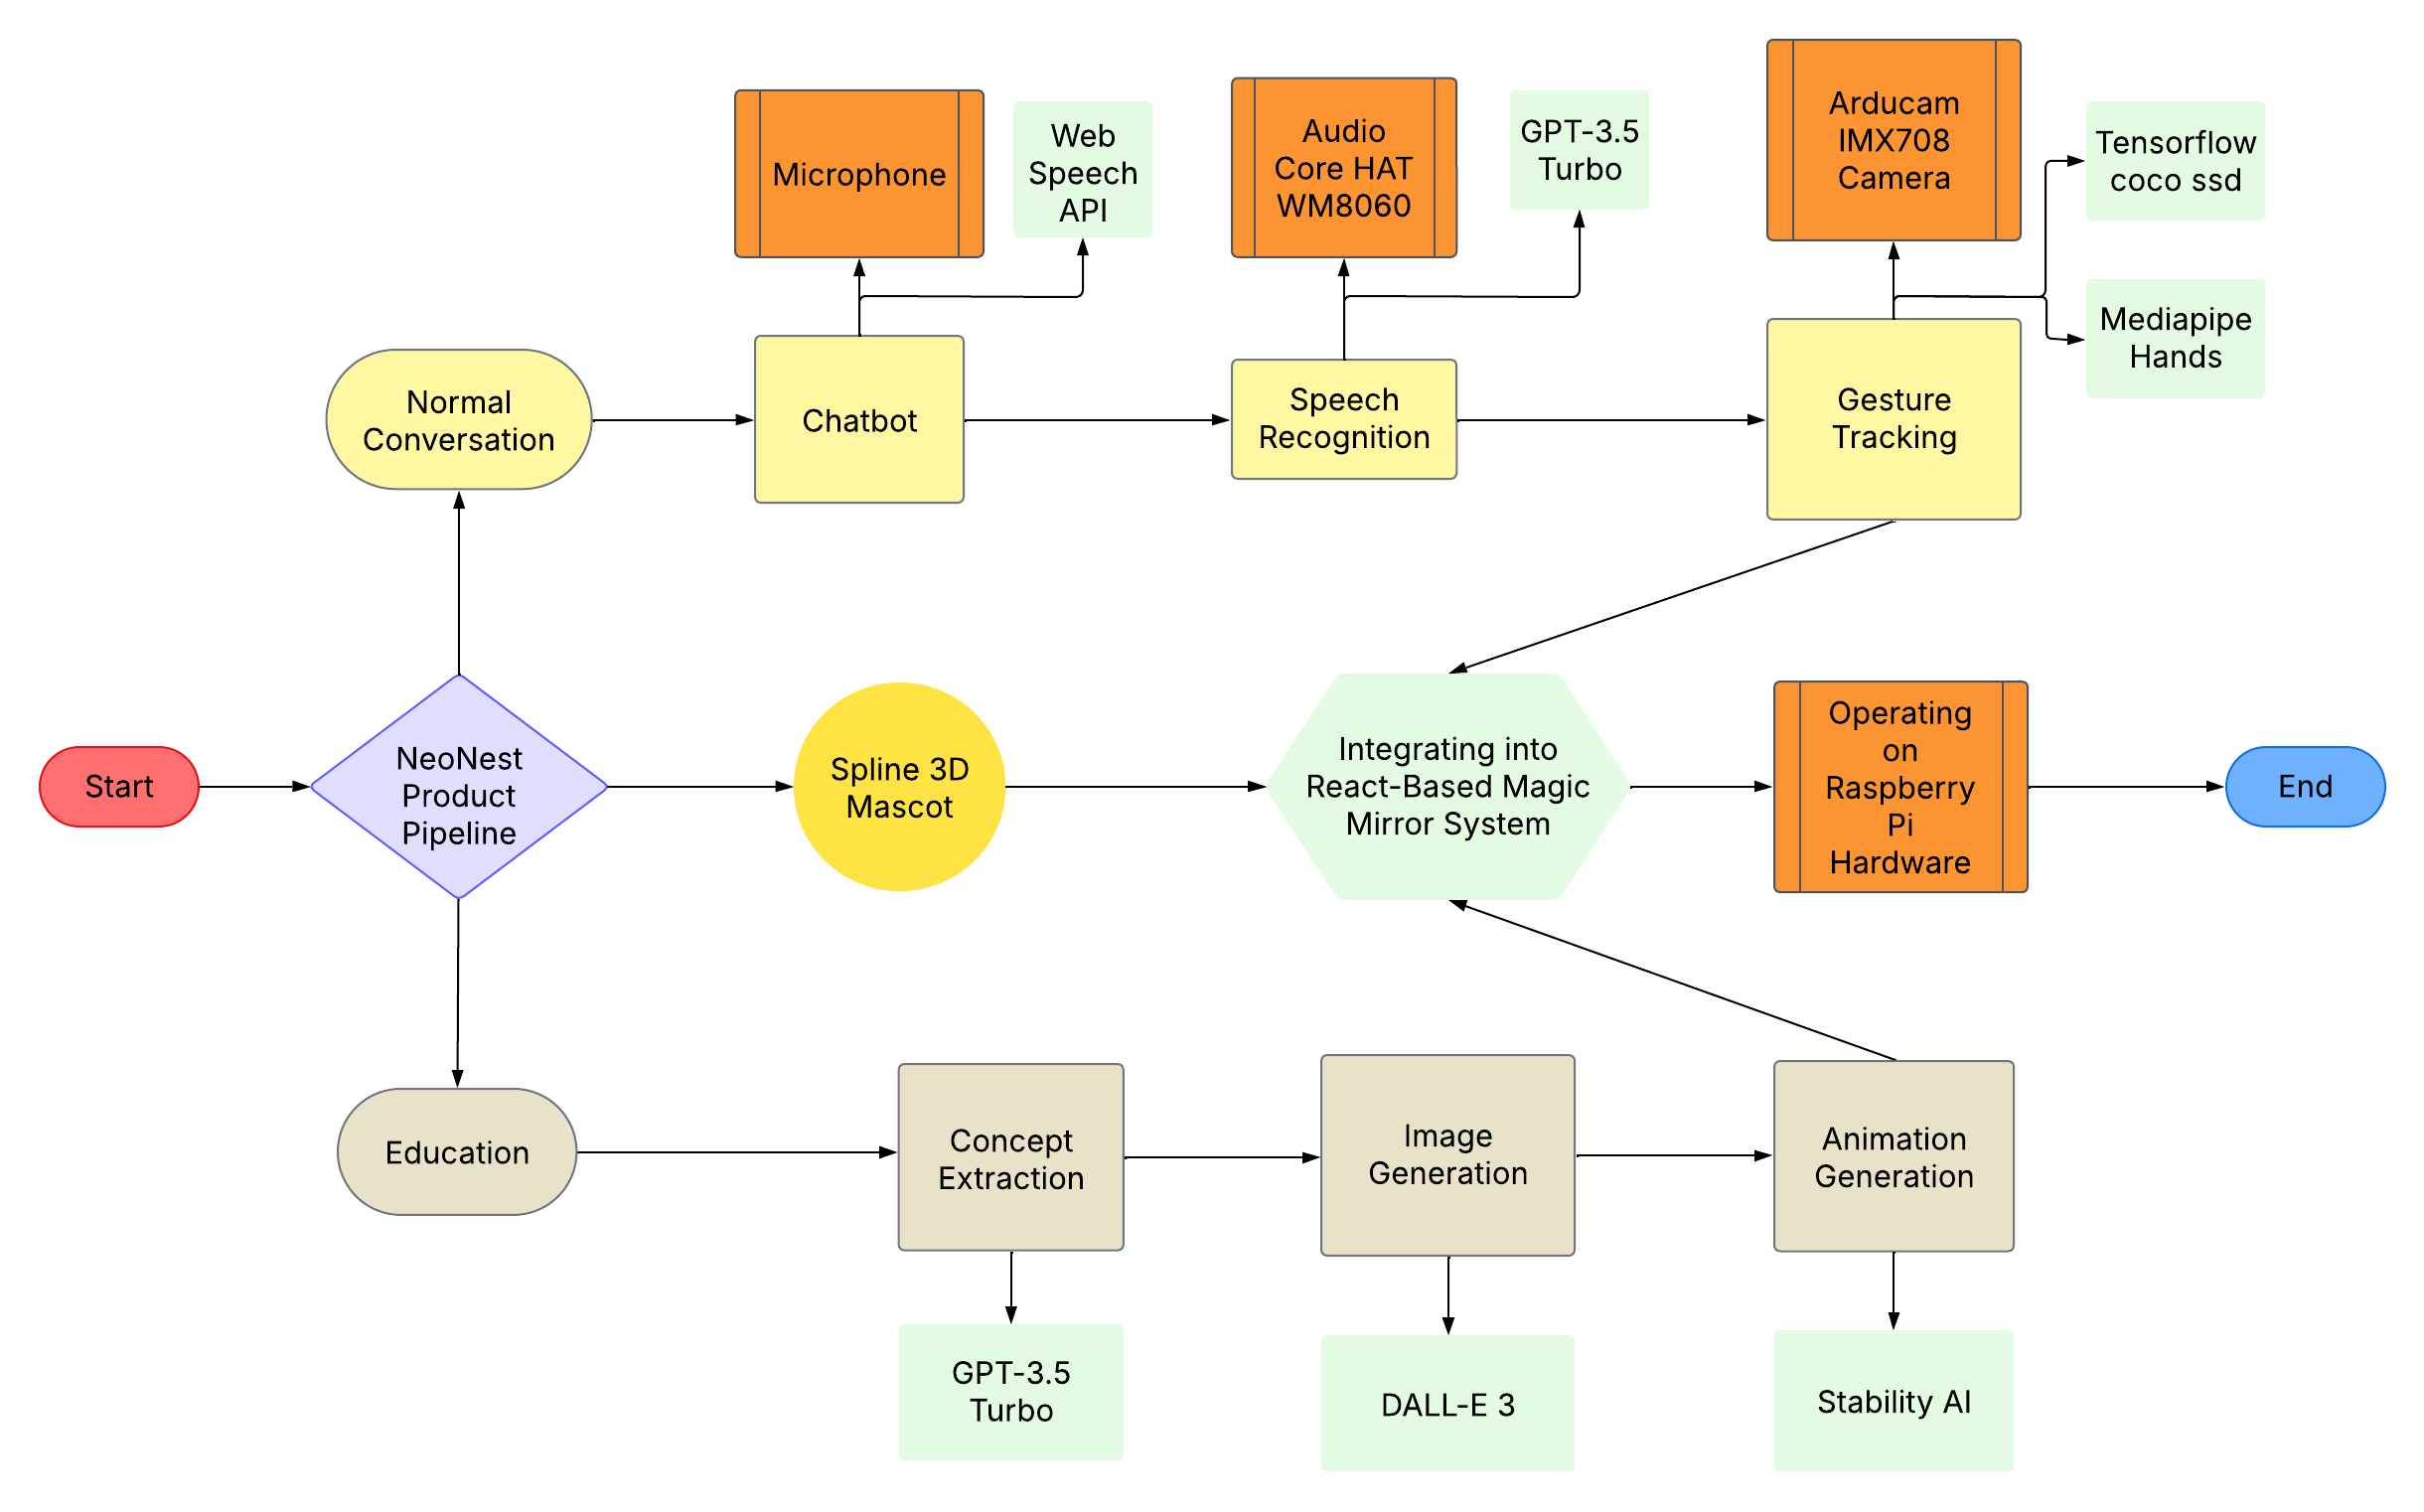 Microphone
Web
Speech
API
Audio
Core HAT
WM8060
GPT-3.5
Turbo
Arducam
IMX708
Camera
Tensorflow
coco ssd
Mediapipe
Hands
Normal
Conversation
Chatbot
Speech
Recognition
Gesture
Tracking
Start
NeoNest
Product
Pipeline
Spline 3D
Mascot
Integrating into
React-Based Magic
Mirror System
Operating
on
Raspberry
Pi
Hardware
End
Education
Concept
Extraction
Image
Generation
Animation
Generation
GPT-3.5
Turbo
DALL-E 3
Stability AI